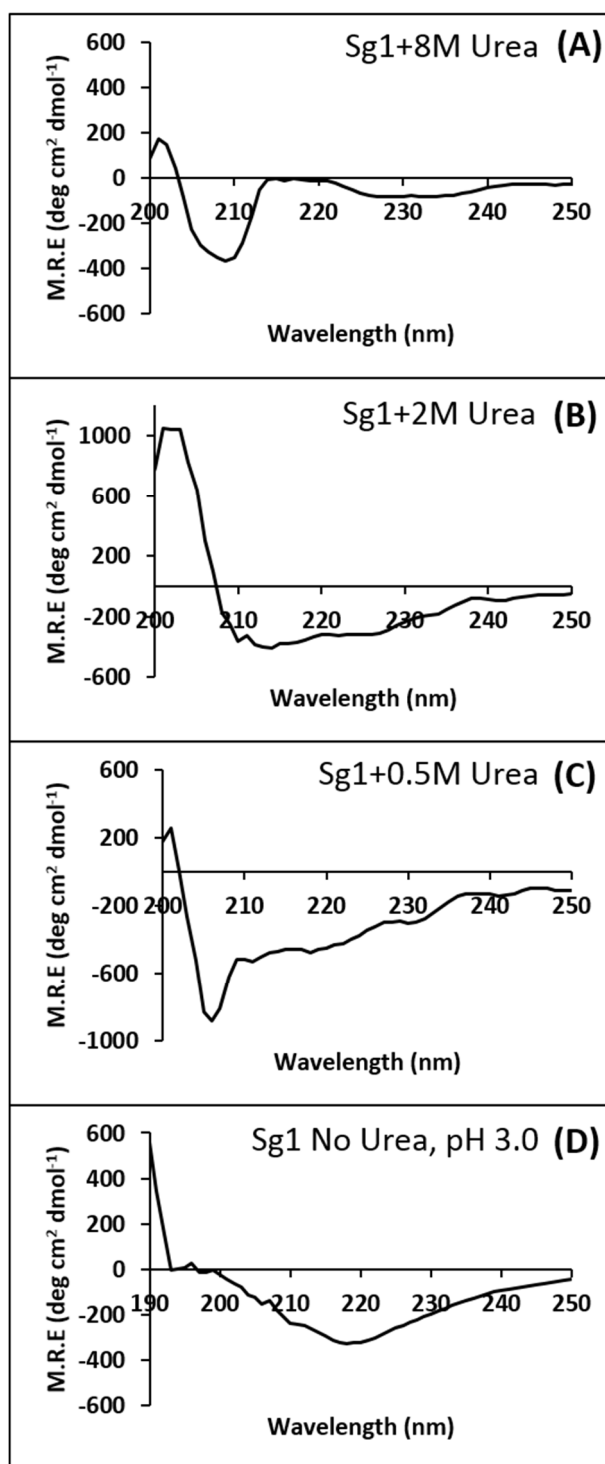 Sg1+8M Urea (A)
600
400
200
0
-200
-400
-600
200 210 220 230 240 250
M.R.E (deg cm² dmol⁻¹)
Wavelength (nm)
Sg1+2M Urea (B)
1000
600
200
-200
-600
200 210 220 230 240 250
M.R.E (deg cm² dmol⁻¹)
Wavelength (nm)
Sg1+0.5M Urea (C)
600
200
-200
-600
-1000
200 210 220 230 240 250
M.R.E (deg cm² dmol⁻¹)
Wavelength (nm)
Sg1 No Urea, pH 3.0 (D)
600
400
200
0
-200
-400
-600
190 200 210 220 230 240 250
M.R.E (deg cm² dmol⁻¹)
Wavelength (nm)